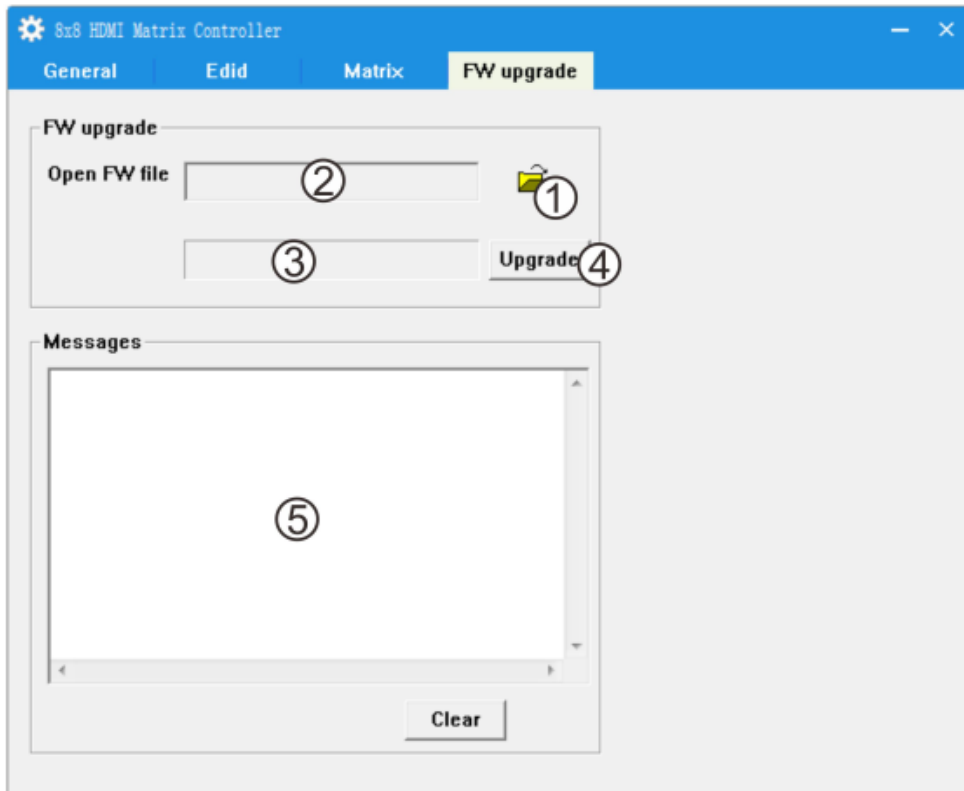 8x8 HDMI Matrix Controller
General Edid Matrix FW upgrade
FW upgrade
Open FW file ② ①
③ Upgrade ④
Messages
⑤
Clear